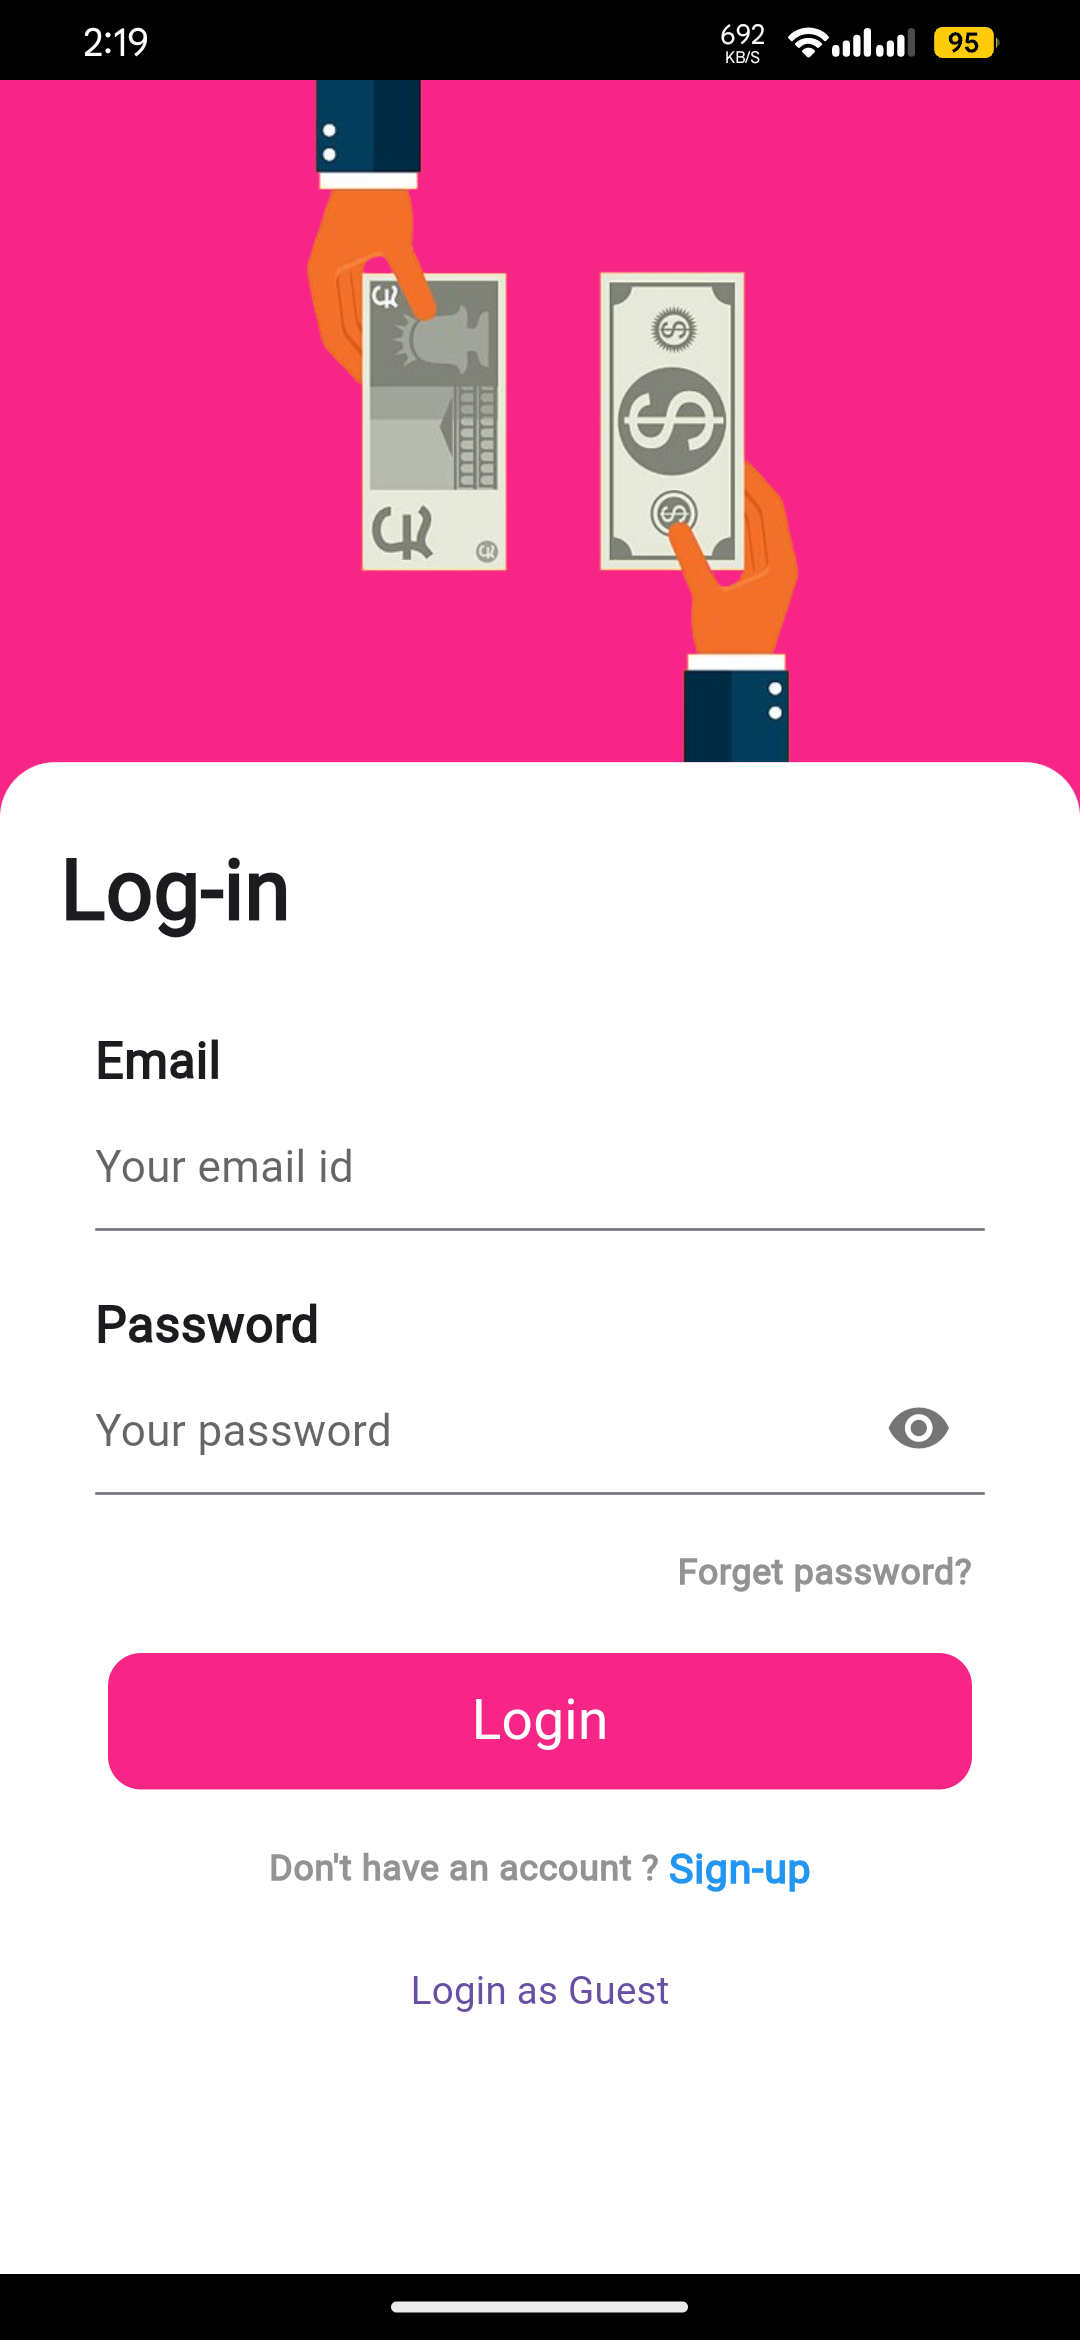 2:19
692
KB/S
95
Log-in
Email
Your email id
Password
Your password
Forget password?
Login
Don't have an account ? Sign-up
Login as Guest